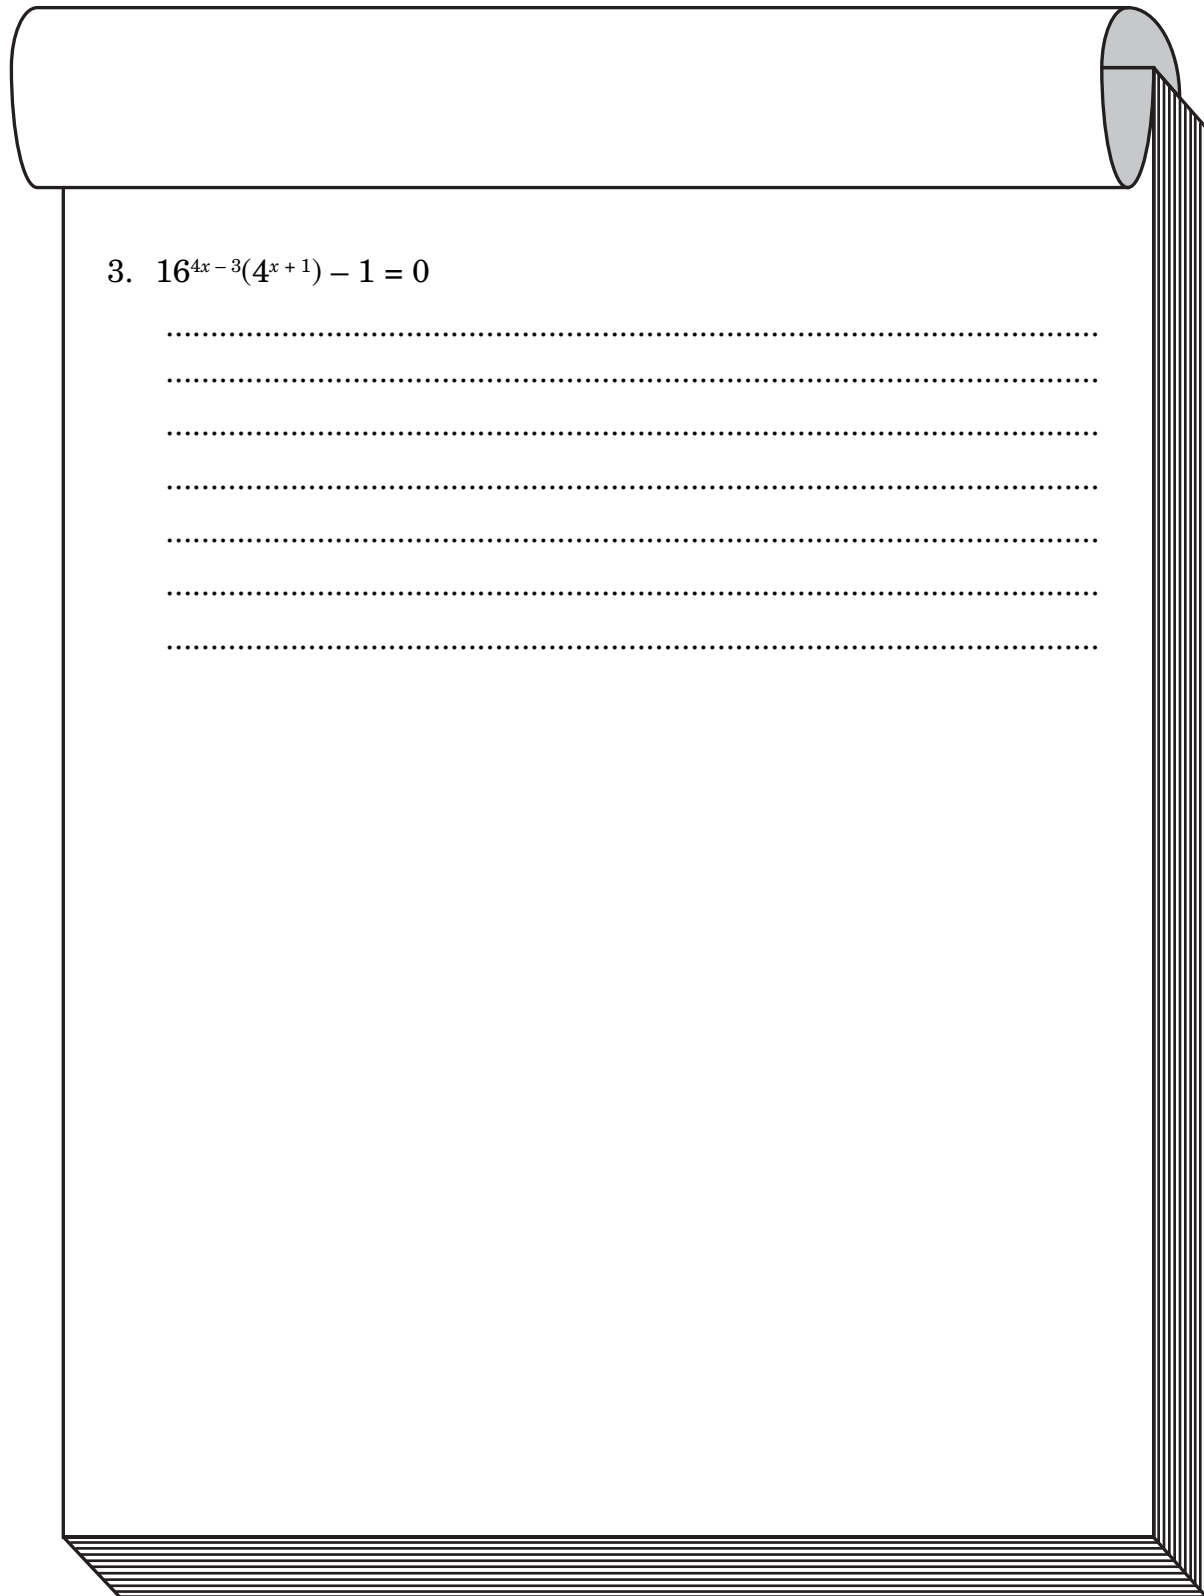 3. 16^{4x – 3}(4^{x + 1}) – 1 = 0